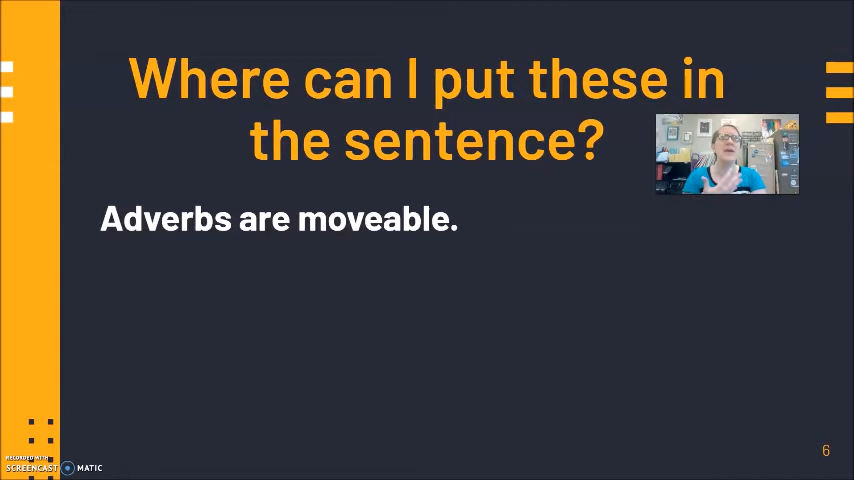 Where can I put these in
the sentence?
Adverbs are moveable.
6
RECORDED WITH
SCREENCAST MATIC